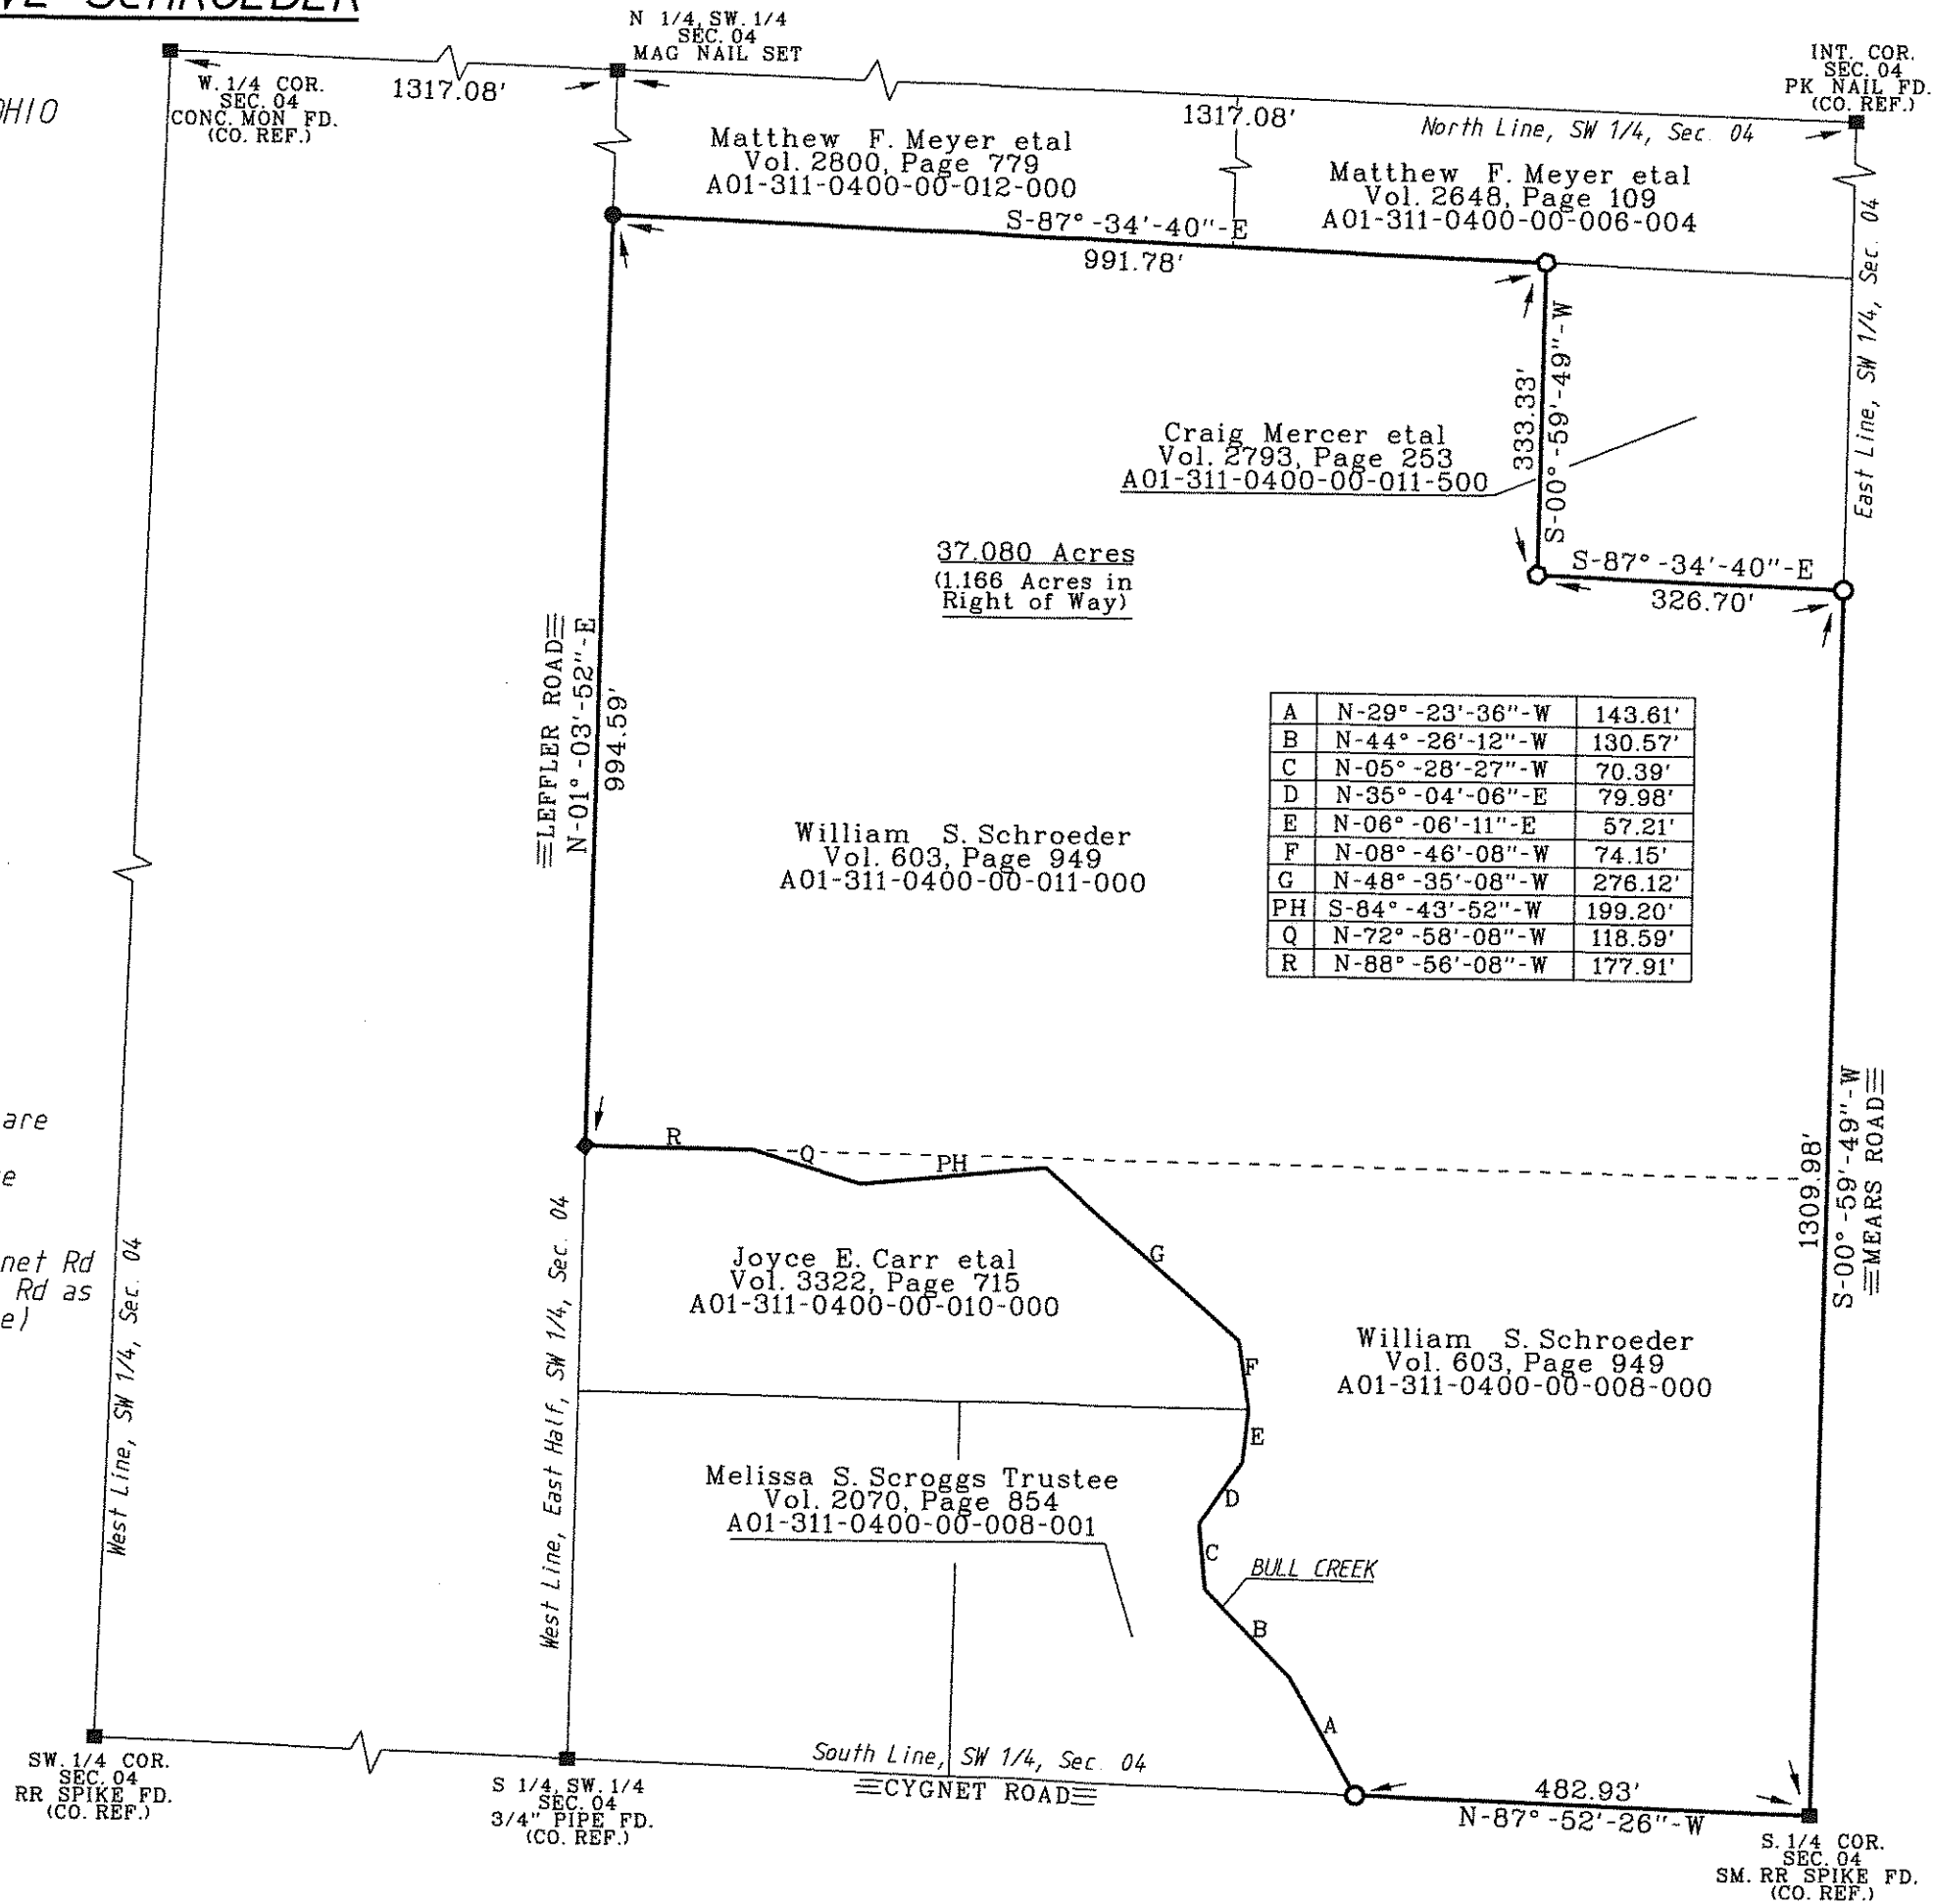 SCHROEDER
OHIO
W. 1/4 COR.
SEC. 04
CONC. MON FD.
(CO. REF.)
1317.08'
N 1/4, SW. 1/4
SEC. 04
MAG NAIL SET
1317.08'
North Line, SW 1/4, Sec. 04
INT. COR.
SEC. 04
PK NAIL FD.
(CO. REF.)
Matthew F. Meyer etal
Vol. 2800, Page 779
A01-311-0400-00-012-000
Matthew F. Meyer etal
Vol. 2648, Page 109
A01-311-0400-00-006-004
S-87°-34'-40"-E
991.78'
East Line, SW 1/4, Sec. 04
333.33'
S-00°-59'-49"-W
Craig Mercer etal
Vol. 2793, Page 253
A01-311-0400-00-011-500
S-87°-34'-40"-E
326.70'
37.080 Acres
(1.166 Acres in
Right of Way)
≡LEFFLER ROAD≡
N-01°-03'-52"-E
994.59'
A N-29°-23'-36"-W 143.61'
B N-44°-26'-12"-W 130.57'
C N-05°-28'-27"-W 70.39'
D N-35°-04'-06"-E 79.98'
E N-06°-06'-11"-E 57.21'
F N-08°-46'-08"-W 74.15'
G N-48°-35'-08"-W 276.12'
PH S-84°-43'-52"-W 199.20'
Q N-72°-58'-08"-W 118.59'
R N-88°-56'-08"-W 177.91'
William S. Schroeder
Vol. 603, Page 949
A01-311-0400-00-011-000
are
net Rd
Rd as
e)
R
Q
PH
G
F
E
D
C
B
A
1309.98'
S-00°-59'-49"-W
≡MEARS ROAD≡
West Line, SW 1/4, Sec. 04
West Line, East Half, SW 1/4, Sec. 04
Joyce E. Carr etal
Vol. 3322, Page 715
A01-311-0400-00-010-000
William S. Schroeder
Vol. 603, Page 949
A01-311-0400-00-008-000
Melissa S. Scroggs Trustee
Vol. 2070, Page 854
A01-311-0400-00-008-001
BULL CREEK
South Line, SW 1/4, Sec. 04
≡CYGNET ROAD≡
482.93'
N-87°-52'-26"-W
SW. 1/4 COR.
SEC. 04
RR SPIKE FD.
(CO. REF.)
S 1/4, SW. 1/4
SEC. 04
3/4" PIPE FD.
(CO. REF.)
S. 1/4 COR.
SEC. 04
SM. RR SPIKE FD.
(CO. REF.)